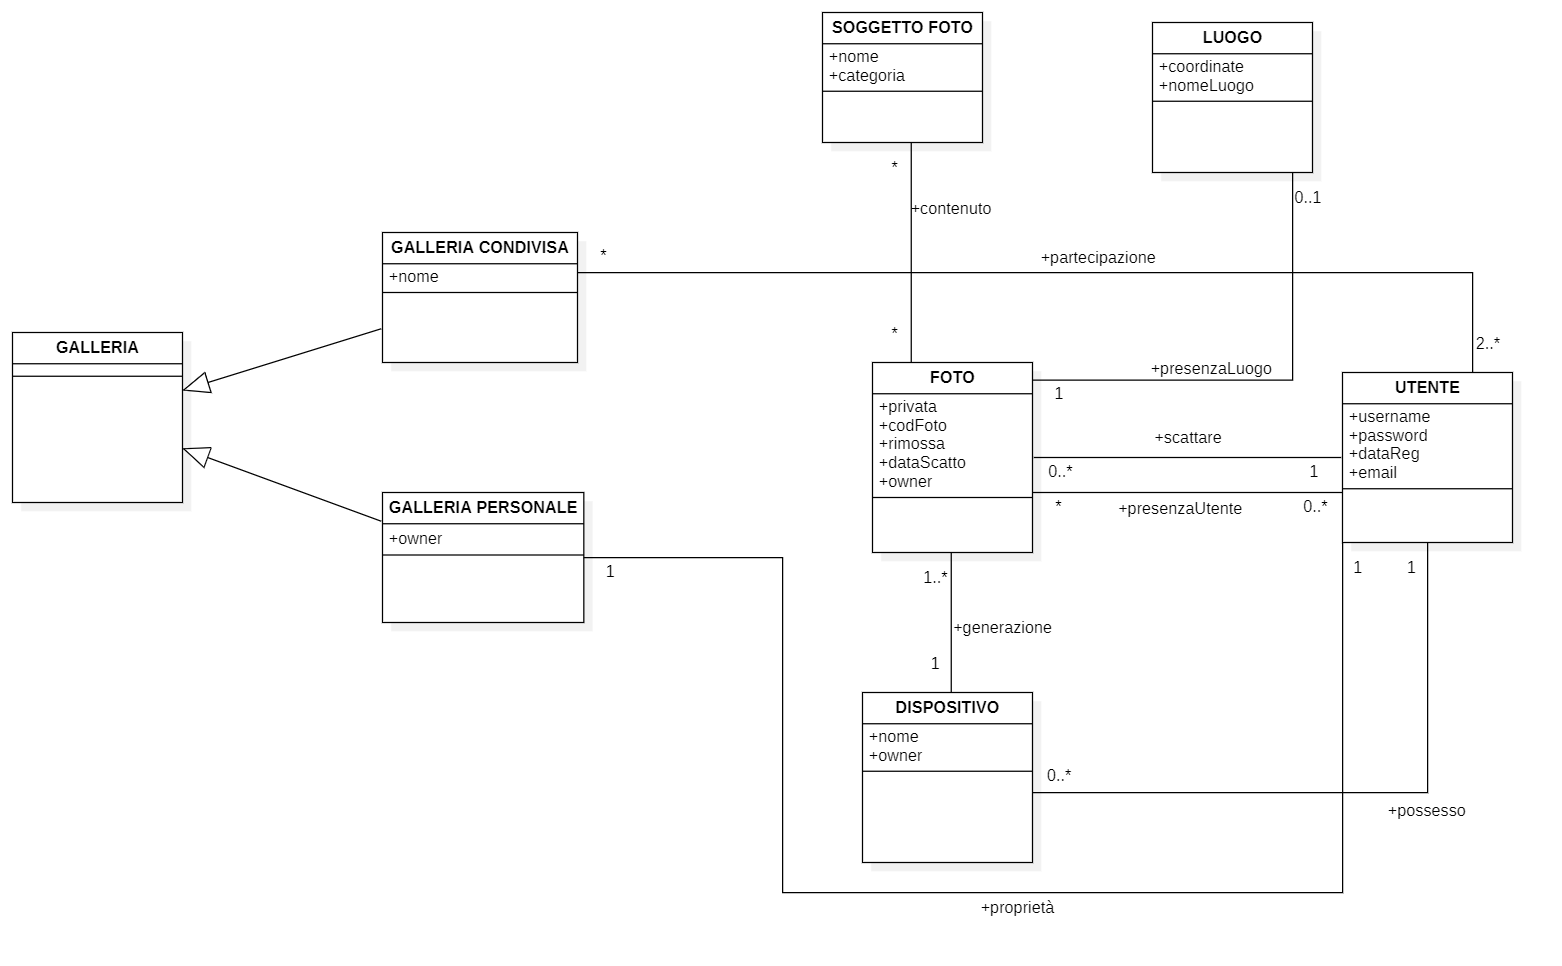 SOGGETTO FOTO
+nome
+categoria
LUOGO
+coordinate
+nomeLuogo
*
0..1
+contenuto
GALLERIA CONDIVISA
+nome
*
+partecipazione
GALLERIA
*
2..*
FOTO
+privata
+codFoto
+rimossa
+dataScatto
+owner
+presenzaLuogo
1
UTENTE
+username
+password
+dataReg
+email
+scattare
0..*
1
*
+presenzaUtente
0..*
GALLERIA PERSONALE
+owner
1
1..*
1
1
+generazione
1
DISPOSITIVO
+nome
+owner
0..*
+possesso
+proprietà